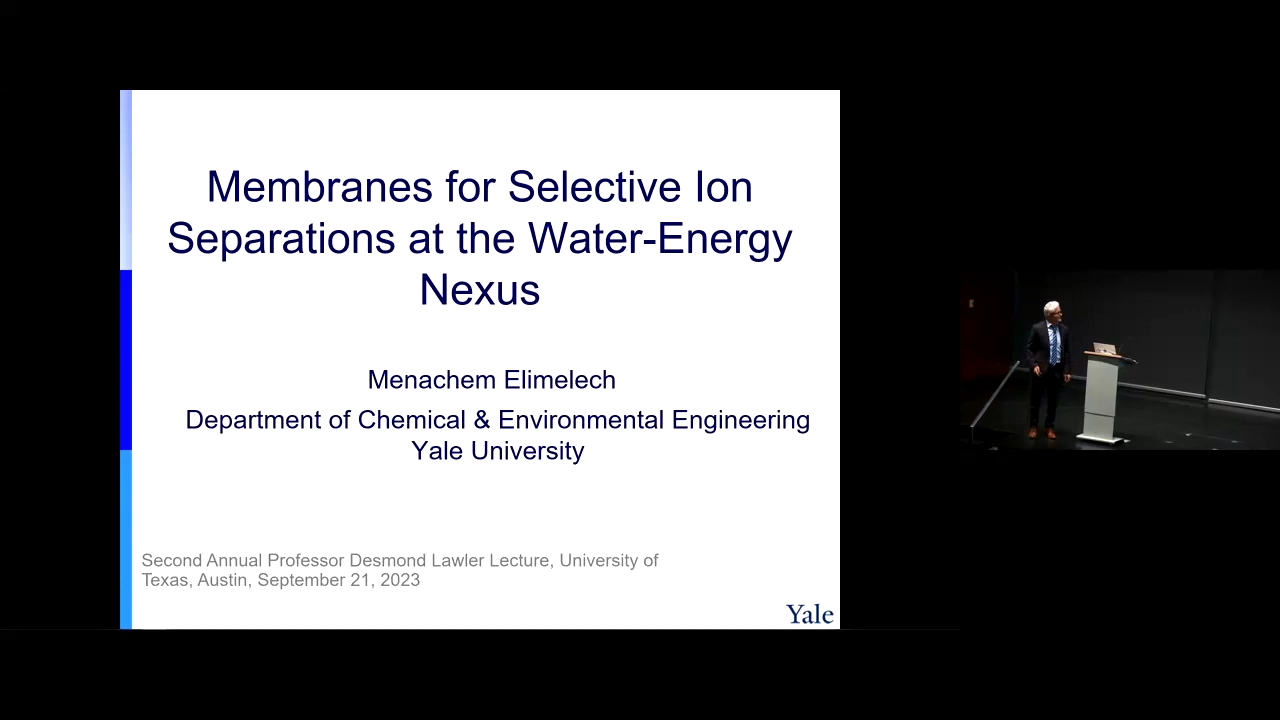 Membranes for Selective Ion
Separations at the Water-Energy
Nexus
Menachem Elimelech
Department of Chemical & Environmental Engineering
Yale University
Second Annual Professor Desmond Lawler Lecture, University of
Texas, Austin, September 21, 2023
Yale